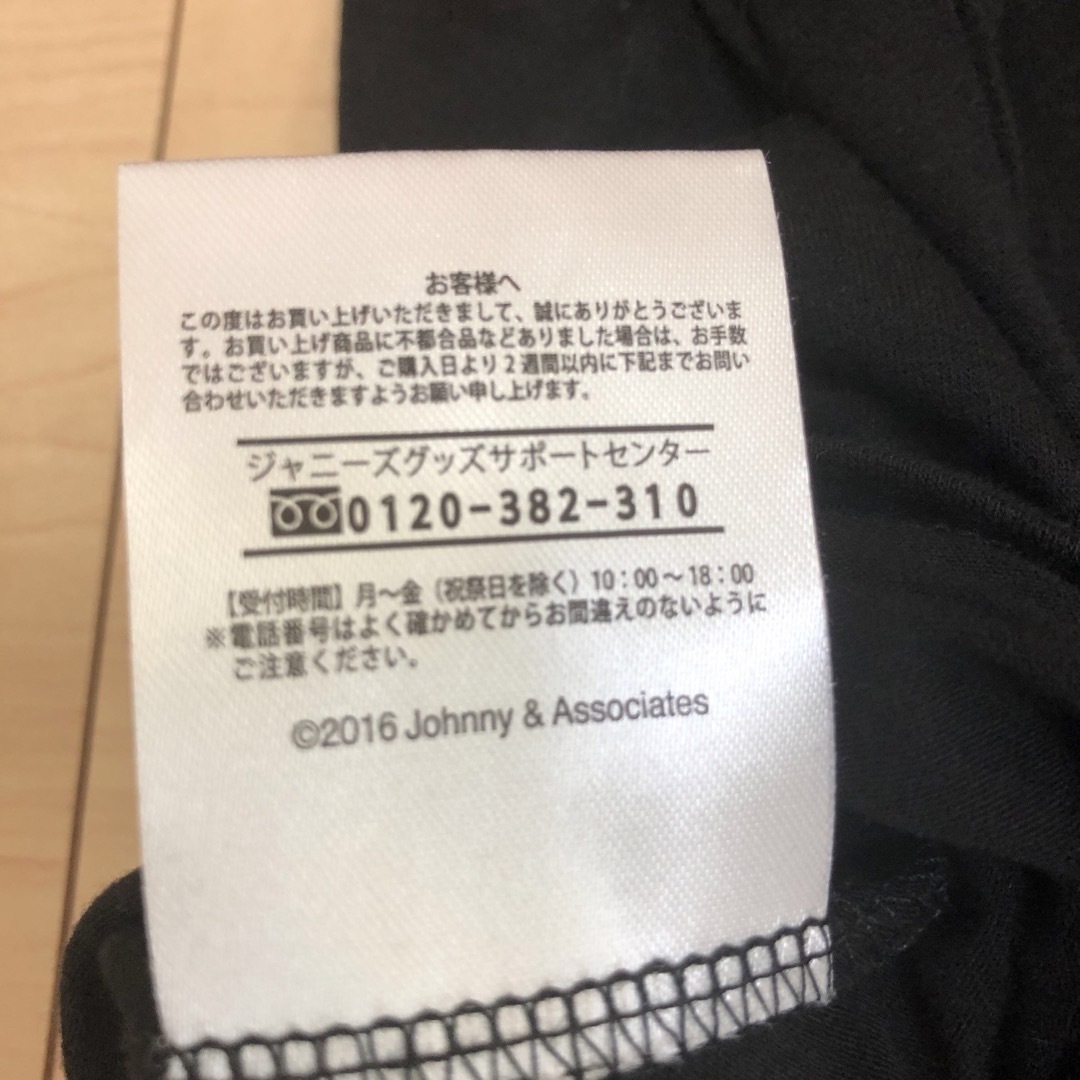 お客様へ
この度はお買い上げいただきまして、誠にありがとうございま
す。お買い上げ商品に不都合品などありました場合は、お手数
ではございますが、ご購入日より2週間以内に下記までお問い
合わせいただきますようお願い申し上げます。
ジャニーズグッズサポートセンター
0120-382-310
【受付時間】月～金（祝祭日を除く）10：00～18：00
※電話番号はよく確かめてからお間違えのないように
ご注意ください。
©2016 Johnny & Associates